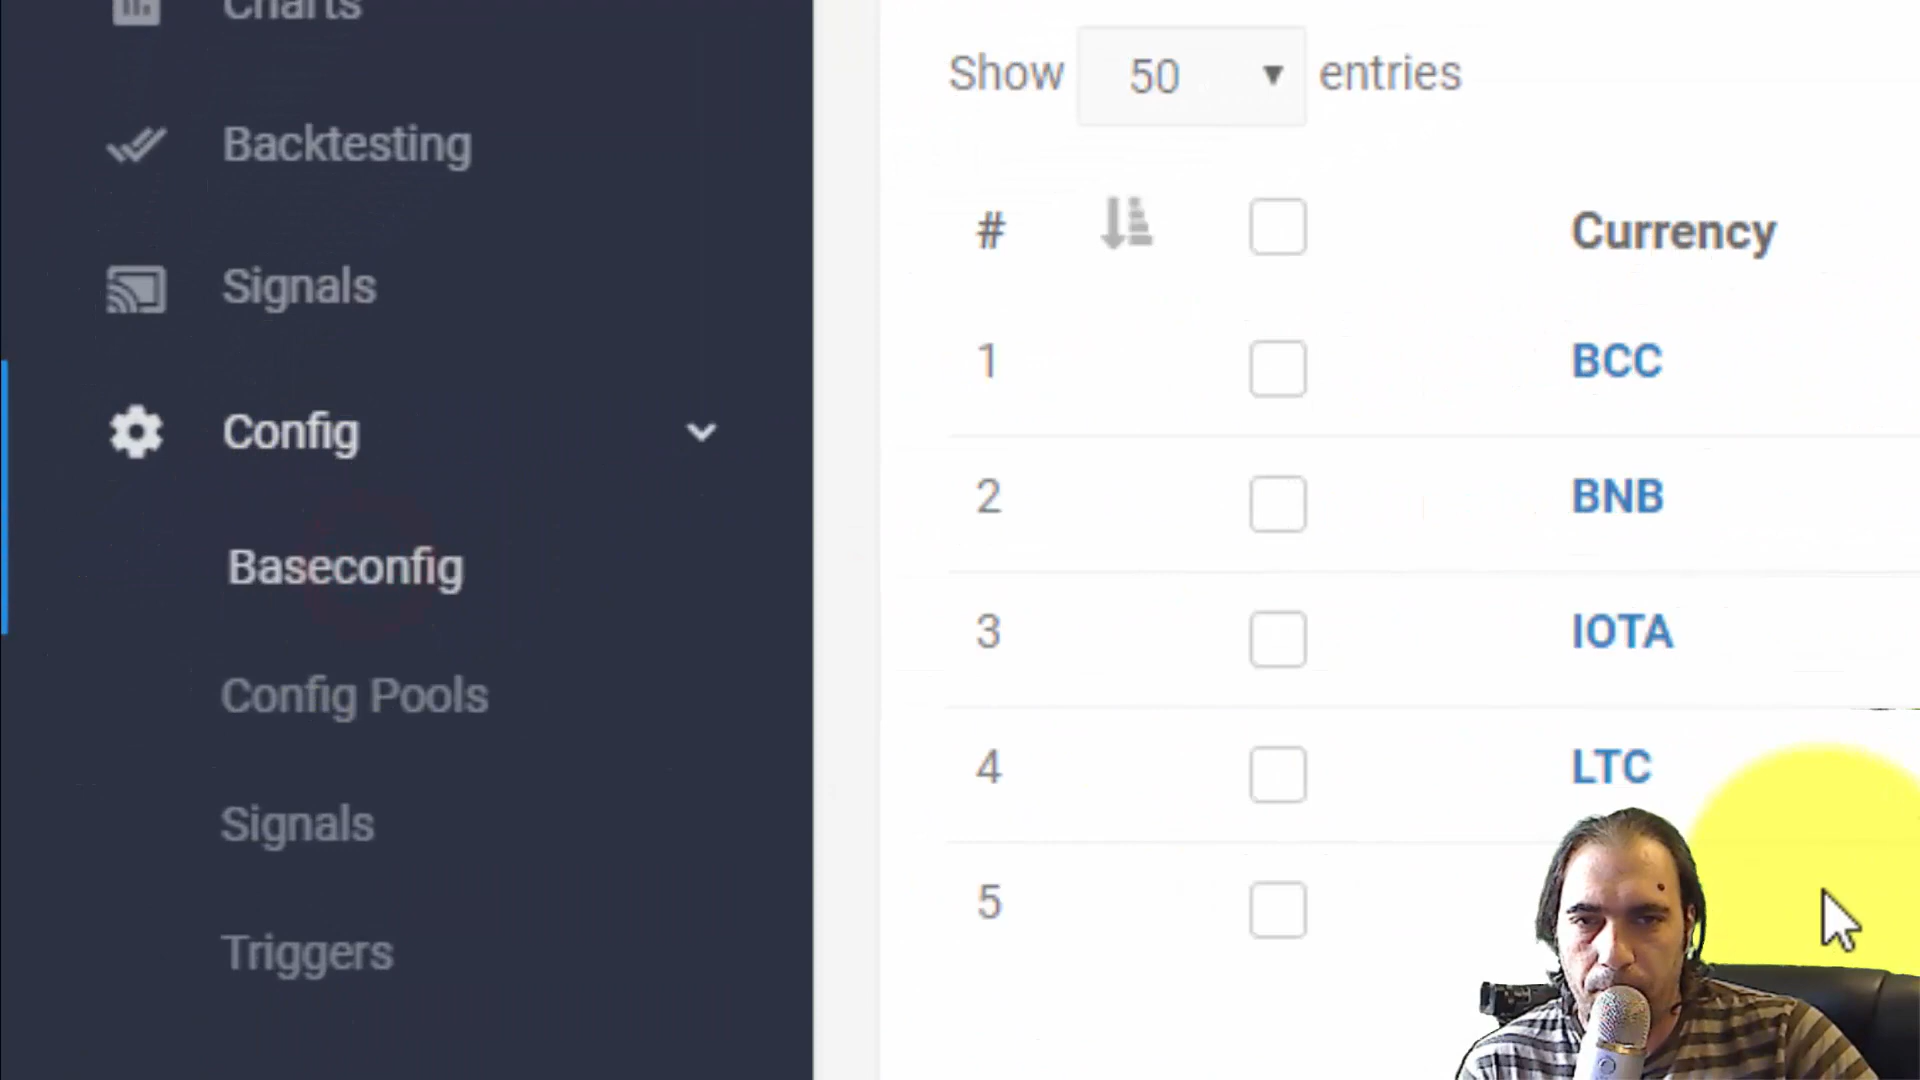 Charts
Backtesting
Signals
Config
Baseconfig
Config Pools
Signals
Triggers
Show 50 entries
# Currency
1 BCC
2 BNB
3 IOTA
4 LTC
5